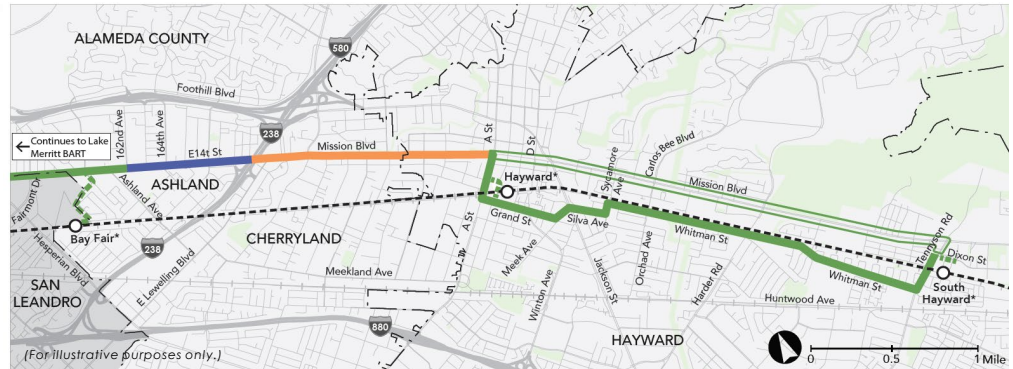 ALAMEDA COUNTY
580
Foothill Blvd
238
Continues to Lake
Merritt BART
162nd Ave
164th Ave
E14t St
Mission Blvd
A St
D St
Sycamore
Ave
Carlos Bee Blvd
Mission Blvd
Fairmont Dr
Ashland Ave
ASHLAND
Hayward*
Bay Fair*
238
CHERRYLAND
A St
Grand St
Silva Ave
Whitman St
Tennyson Rd
Dixon St
Hesperian Blvd
E Lewelling Blvd
Meekland Ave
Meek Ave
Winton Ave
Jackson St
Orchad Ave
Harder Rd
Whitman St
South
Hayward*
SAN
LEANDRO
Huntwood Ave
880
HAYWARD
(For illustrative purposes only.)
0
0.5
1 Mile